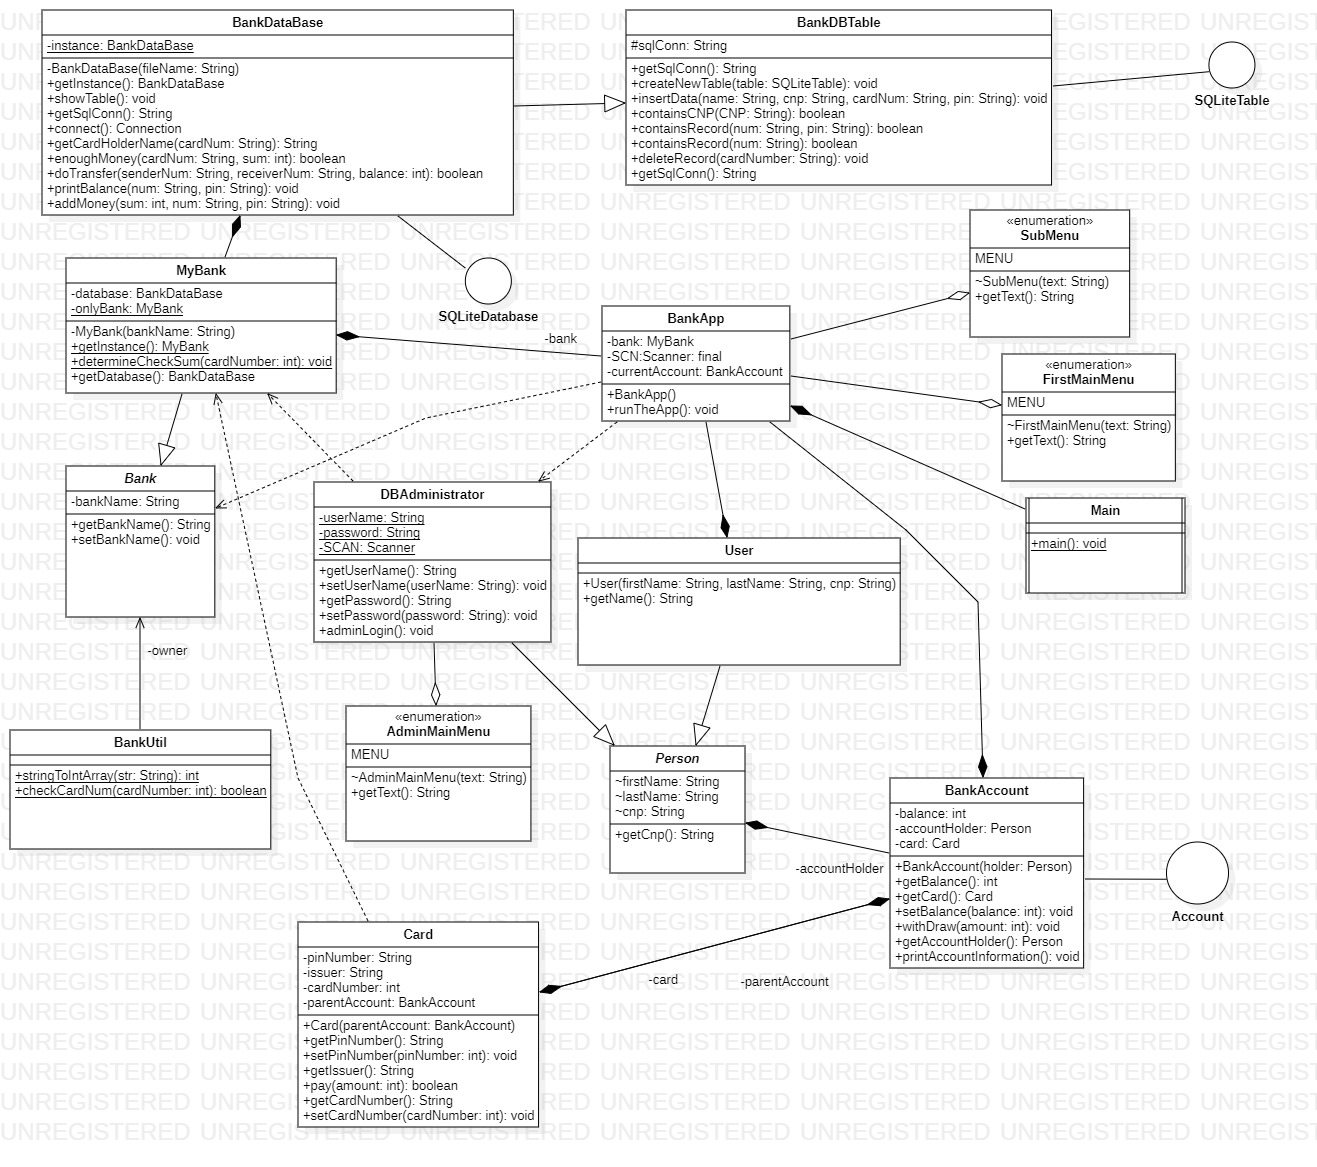 BankDataBase
-instance: BankDataBase
-BankDataBase(fileName: String)
+getInstance(): BankDataBase
+showTable(): void
+getSqlConn(): String
+connect(): Connection
+getCardHolderName(cardNum: String): String
+enoughMoney(cardNum: String, sum: int): boolean
+doTransfer(senderNum: String, receiverNum: String, balance: int): boolean
+printBalance(num: String, pin: String): void
+addMoney(sum: int, num: String, pin: String): void
BankDBTable
#sqlConn: String
+getSqlConn(): String
+createNewTable(table: SQLiteTable): void
+insertData(name: String, cnp: String, cardNum: String, pin: String): void
+containsCNP(CNP: String): boolean
+containsRecord(num: String, pin: String): boolean
+containsRecord(num: String): boolean
+deleteRecord(cardNumber: String): void
+getSqlConn(): String
SQLiteTable
MyBank
-database: BankDataBase
-onlyBank: MyBank
-MyBank(bankName: String)
+getInstance(): MyBank
+determineCheckSum(cardNumber: int): void
+getDatabase(): BankDataBase
SQLiteDatabase
-bank
BankApp
-bank: MyBank
-SCN:Scanner: final
-currentAccount: BankAccount
+BankApp()
+runTheApp(): void
«enumeration»
SubMenu
MENU
~SubMenu(text: String)
+getText(): String
«enumeration»
FirstMainMenu
MENU
~FirstMainMenu(text: String)
+getText(): String
Bank
-bankName: String
+getBankName(): String
+setBankName(): void
DBAdministrator
-userName: String
-password: String
-SCAN: Scanner
+getUserName(): String
+setUserName(userName: String): void
+getPassword(): String
+setPassword(password: String): void
+adminLogin(): void
User
+User(firstName: String, lastName: String, cnp: String)
+getName(): String
Main
+main(): void
-owner
BankUtil
+stringToIntArray(str: String): int
+checkCardNum(cardNumber: int): boolean
«enumeration»
AdminMainMenu
MENU
~AdminMainMenu(text: String)
+getText(): String
Person
~firstName: String
~lastName: String
~cnp: String
+getCnp(): String
-accountHolder
BankAccount
-balance: int
-accountHolder: Person
-card: Card
+BankAccount(holder: Person)
+getBalance(): int
+getCard(): Card
+setBalance(balance: int): void
+withDraw(amount: int): void
+getAccountHolder(): Person
+printAccountInformation(): void
Account
-card
-parentAccount
Card
-pinNumber: String
-issuer: String
-cardNumber: int
-parentAccount: BankAccount
+Card(parentAccount: BankAccount)
+getPinNumber(): String
+setPinNumber(pinNumber: int): void
+getIssuer(): String
+pay(amount: int): boolean
+getCardNumber(): String
+setCardNumber(cardNumber: int): void